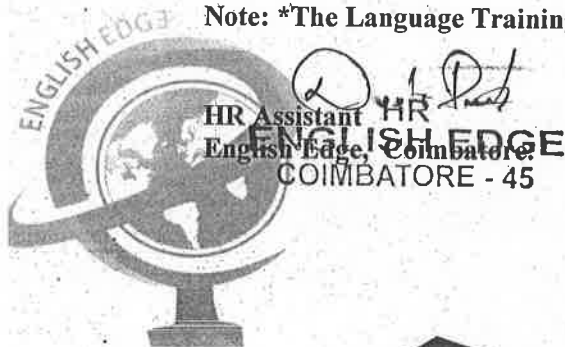 Note: *The Language Trainin
ENGLISH EDGE
HR Assistant HR
ENGLISH EDGE
English Edge, Coimbatore.
COIMBATORE - 45